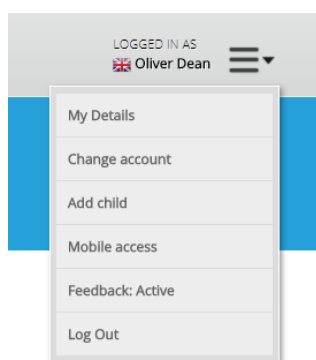 LOGGED IN AS
Oliver Dean
My Details
Change account
Add child
Mobile access
Feedback: Active
Log Out